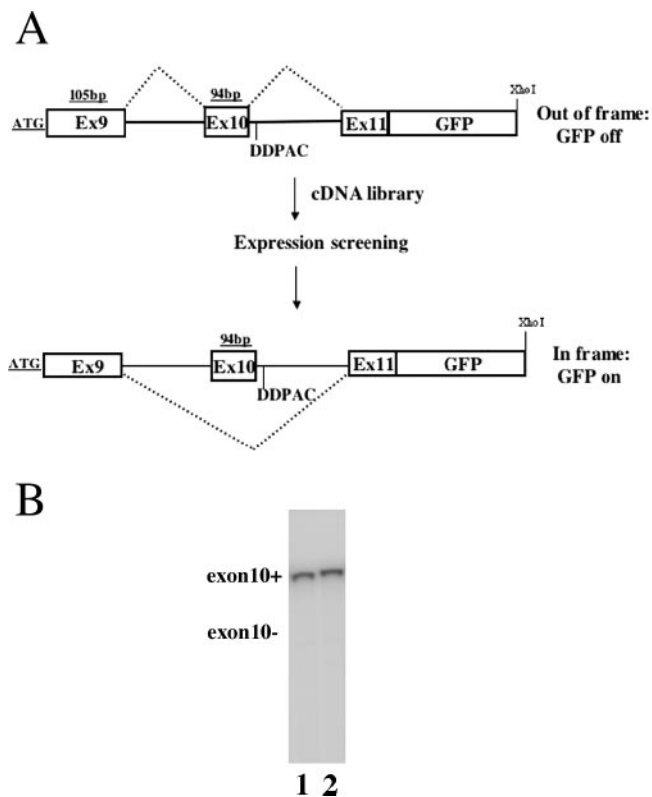 A
105bp
94bp
XhoI
ATG Ex9 Ex10 Ex11 GFP
Out of frame:
GFP off
DDPAC
cDNA library
Expression screening
94bp
XhoI
ATG Ex9 Ex10 Ex11 GFP
In frame:
GFP on
DDPAC
B
exon10+
exon10-
1 2